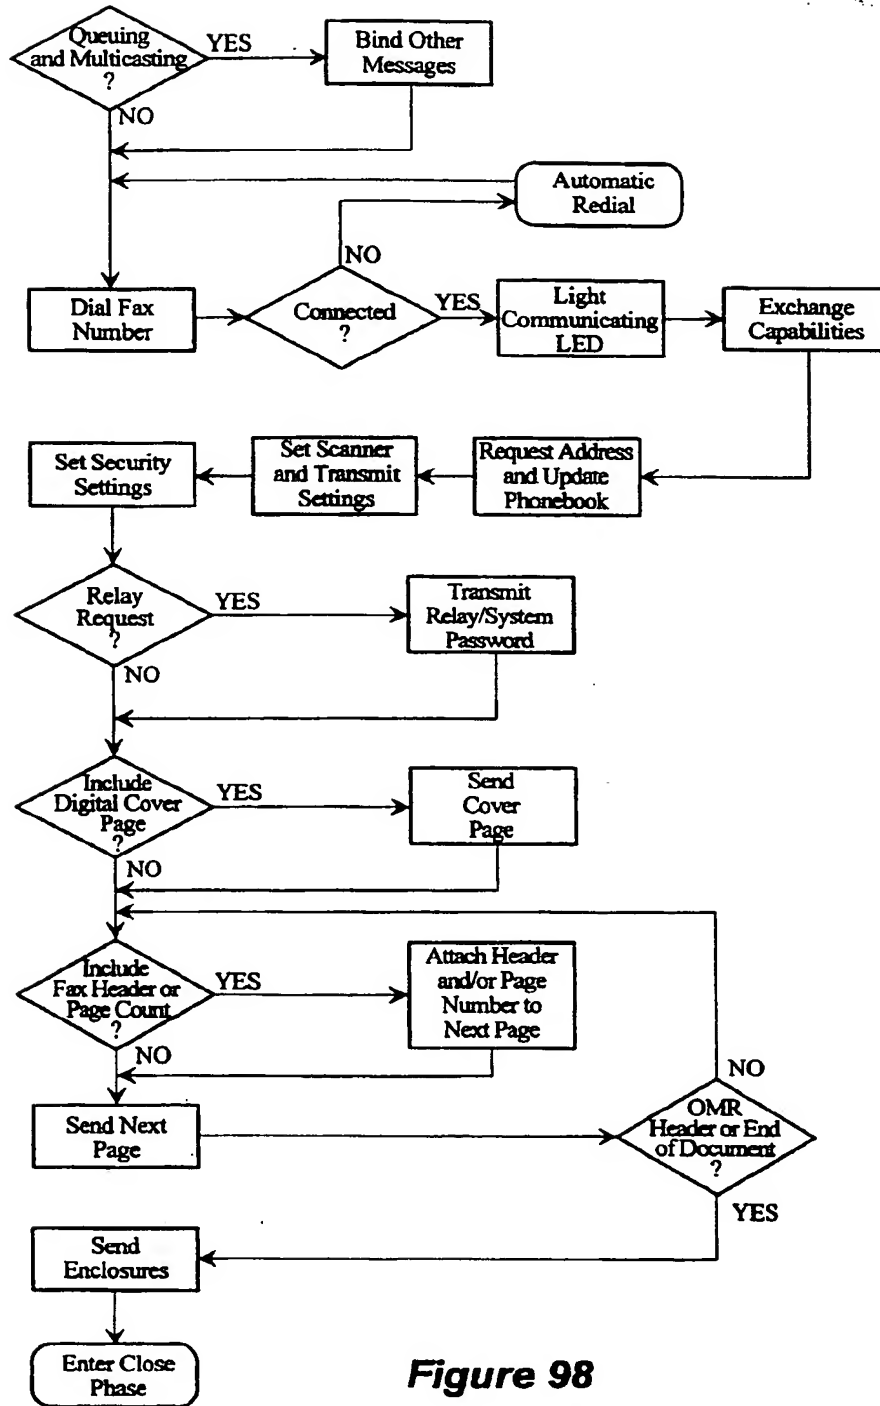 Queuing
and Multicasting
?
YES
Bind Other
Messages
NO
Automatic
Redial
NO
Dial Fax
Number
Connected
?
YES
Light
Communicating
LED
Exchange
Capabilities
Set Security
Settings
Set Scanner
and Transmit
Settings
Request Address
and Update
Phonebook
Relay
Request
?
YES
Transmit
Relay/System
Password
NO
Include
Digital Cover
Page
?
YES
Send
Cover
Page
NO
Include
Fax Header or
Page Count
?
YES
Attach Header
and/or Page
Number to
Next Page
NO
NO
Send Next
Page
OMR
Header or End
of Document
?
YES
Send
Enclosures
Enter Close
Phase
Figure 98